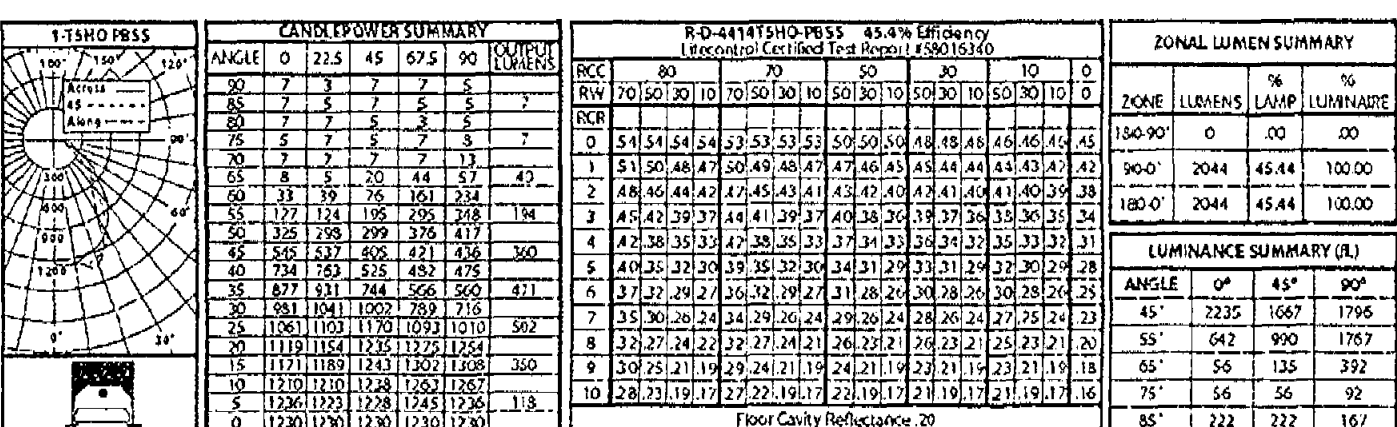 1-T5HO PBSS
100° 150° 120°
Across
45
Along
90°
300
600
60°
900
1200
0° 30°
CANDLEPOWER SUMMARY
ANGLE 0 22.5 45 67.5 90 OUTPUT LUMENS
90 7 3 7 7 5
85 5 5 7 5 5 7
80 7 7 5 3 5
75 5 7 5 7 8 7
70 7 7 7 7 13
65 8 5 20 44 57 40
60 33 39 76 161 234
55 127 124 195 295 348 194
50 325 298 299 376 417
45 545 537 405 421 436 360
40 734 763 525 482 475
35 877 931 744 566 560 471
30 981 1041 1002 789 716
25 1061 1103 1170 1093 1010 502
20 1119 1154 1235 1275 1254
15 1171 1189 1243 1302 1308 350
10 1210 1210 1238 1263 1267
5 1236 1223 1228 1245 1236 118
0 1230 1230 1230 1230 1230
R-D-4414T5HO-PBSS 45.4% Efficiency
Litecontrol Certified Test Report #58016340
RCC 80 70 50 30 10 0
RW 70 50 30 10 70 50 30 10 50 30 10 50 30 10 50 30 10 0
RCR
0 .54 .54 .54 .54 .53 .53 .53 .53 .50 .50 .50 .48 .48 .48 .46 .46 .46 .45
1 .51 .50 .48 .47 .50 .49 .48 .47 .47 .46 .45 .45 .44 .44 .44 .43 .42 .42
2 .48 .46 .44 .42 .47 .45 .43 .41 .43 .42 .40 .42 .41 .40 .41 .40 .39 .38
3 .45 .42 .39 .37 .44 .41 .39 .37 .40 .38 .36 .39 .37 .36 .38 .36 .35 .34
4 .42 .38 .35 .33 .42 .38 .35 .33 .37 .34 .33 .36 .34 .32 .35 .33 .32 .31
5 .40 .35 .32 .30 .39 .35 .32 .30 .34 .31 .29 .33 .31 .29 .32 .30 .29 .28
6 .37 .32 .29 .27 .36 .32 .29 .27 .31 .28 .26 .30 .28 .26 .30 .28 .26 .25
7 .35 .30 .26 .24 .34 .29 .26 .24 .29 .26 .24 .28 .26 .24 .27 .25 .24 .23
8 .32 .27 .24 .22 .32 .27 .24 .21 .26 .23 .21 .26 .23 .21 .25 .23 .21 .20
9 .30 .25 .21 .19 .29 .24 .21 .19 .24 .21 .19 .23 .21 .19 .23 .21 .19 .18
10 .28 .23 .19 .17 .27 .22 .19 .17 .22 .19 .17 .21 .19 .17 .21 .19 .17 .16
Floor Cavity Reflectance .20
ZONAL LUMEN SUMMARY
ZONE LUMENS % LAMP % LUMINAIRE
180-90° 0 .00 .00
90-0° 2044 45.44 100.00
180-0° 2044 45.44 100.00
LUMINANCE SUMMARY (fL)
ANGLE 0° 45° 90°
45° 2235 1667 1796
55° 642 990 1767
65° 56 135 392
75° 56 56 92
85° 222 222 167